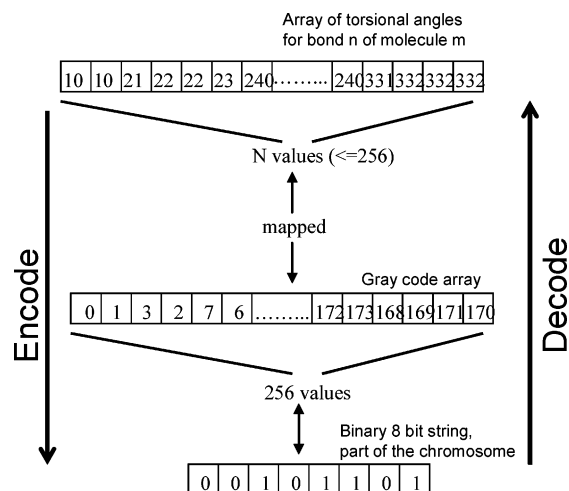 Array of torsional angles
for bond n of molecule m
10 10 21 22 22 23 240 ……... 240 331 332 332 332
N values (<=256)
mapped
Gray code array
0 1 3 2 7 6 ……... 172 173 168 169 171 170
256 values
Binary 8 bit string,
part of the chromosome
0 0 1 0 1 1 0 1
Encode
Decode